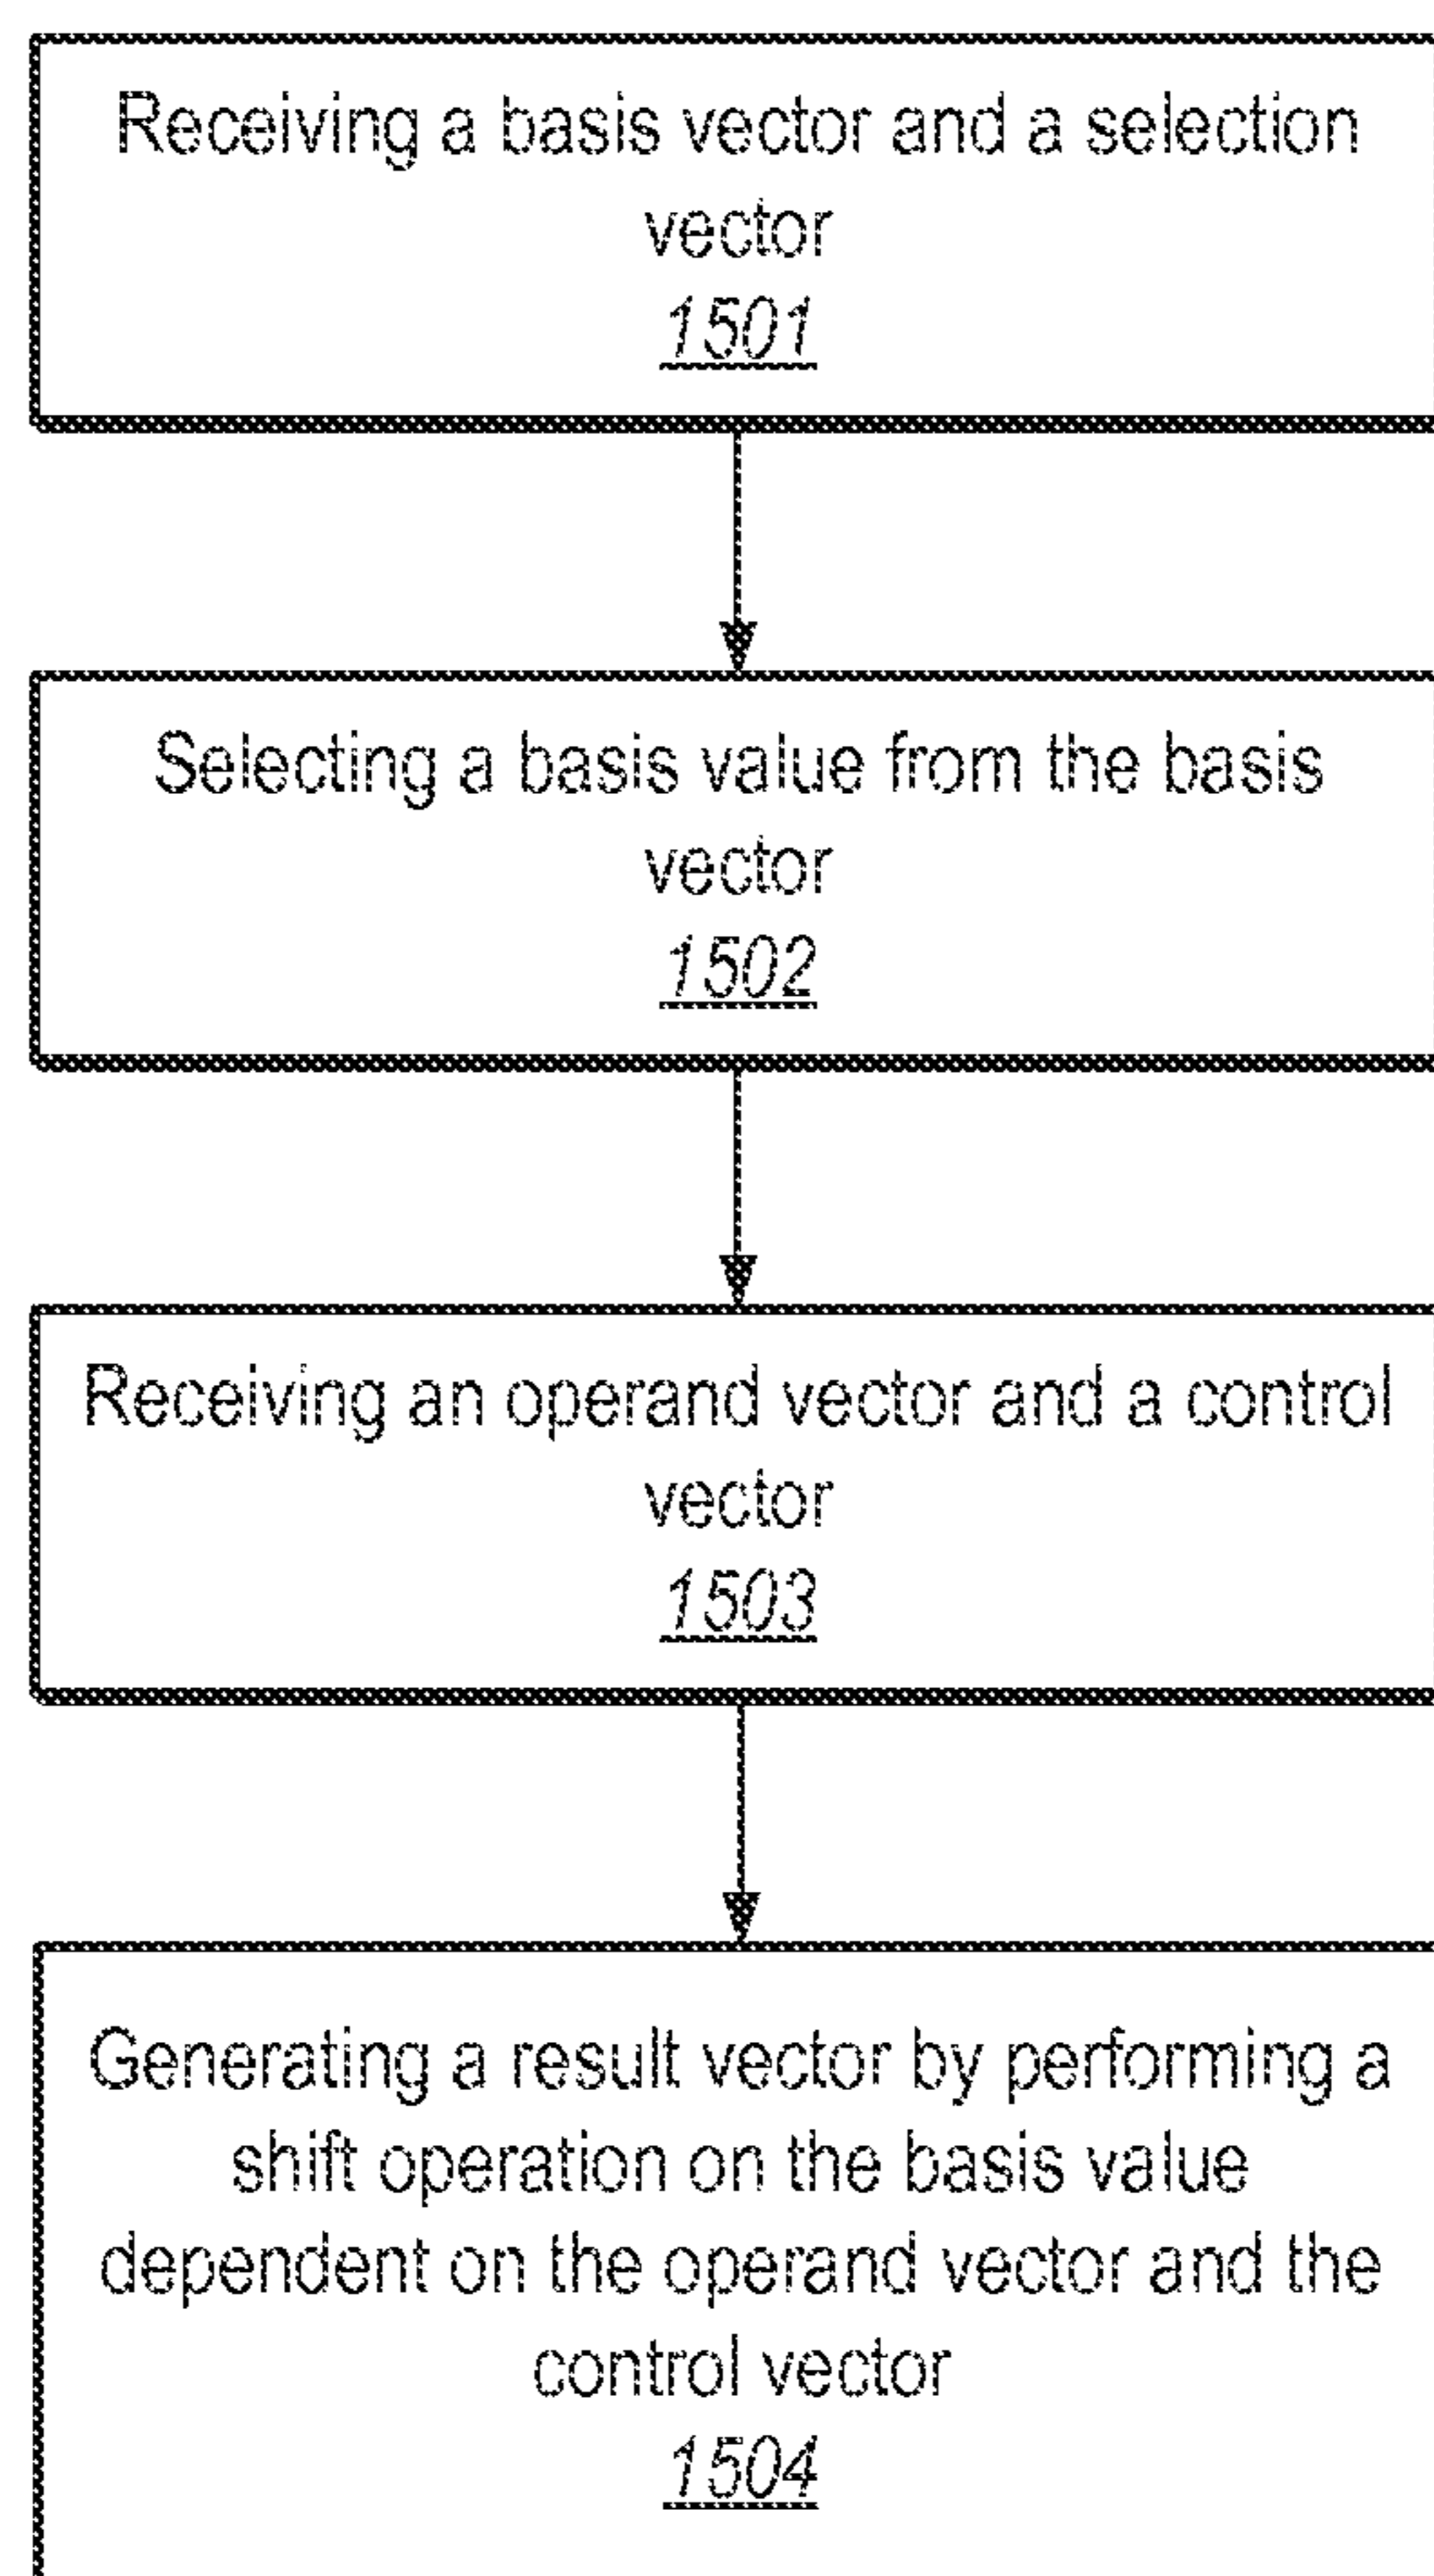 Receiving a basis vector and a selection
vector
1501
Selecting a basis value from the basis
vector
1502
Receiving an operand vector and a control
vector
1503
Generating a result vector by performing a
shift operation on the basis value
dependent on the operand vector and the
control vector
1504